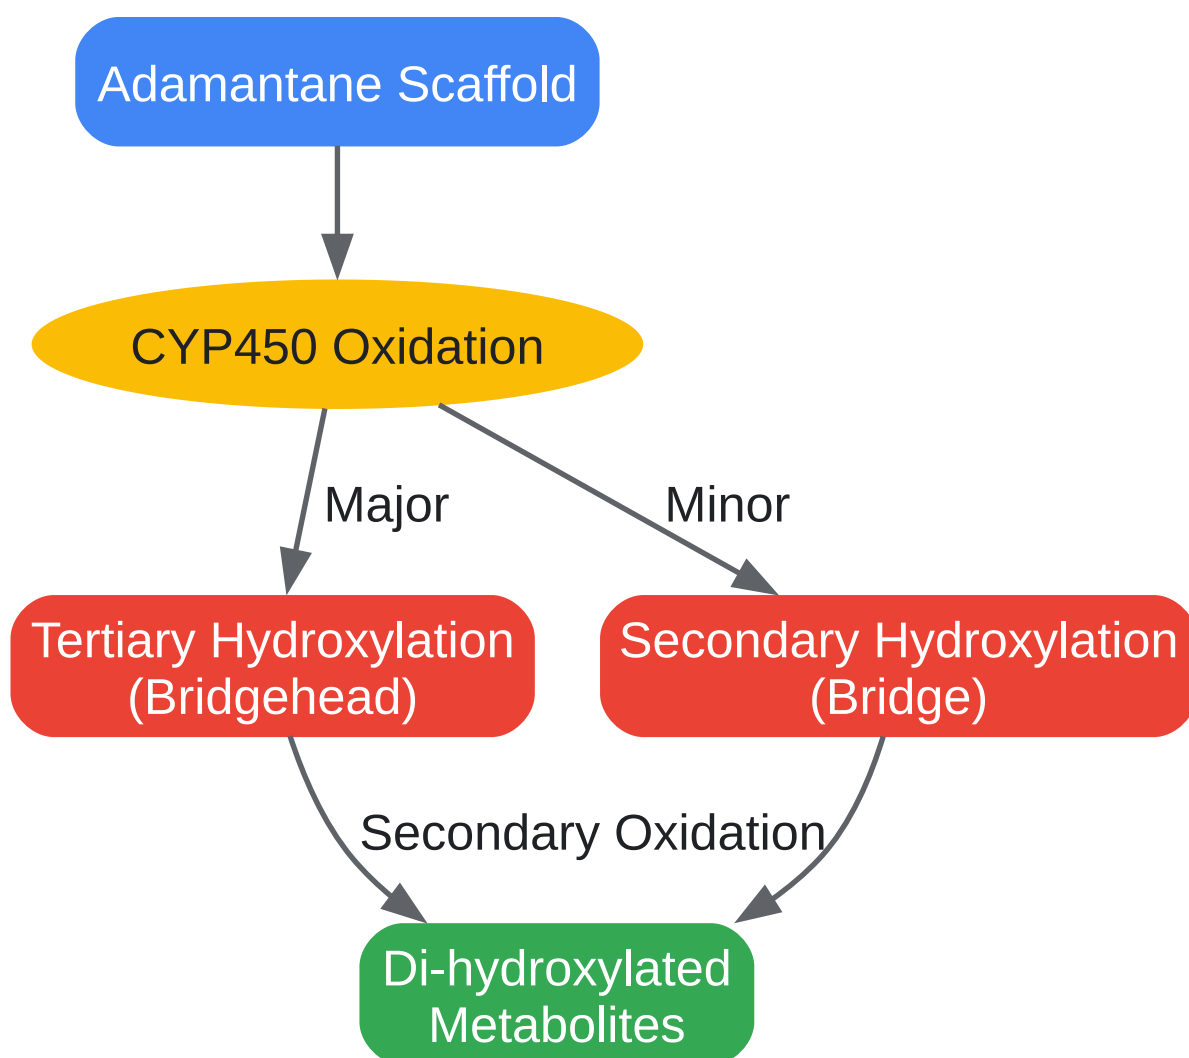 Adamantane Scaffold
CYP450 Oxidation
Major
Minor
Tertiary Hydroxylation
(Bridgehead)
Secondary Hydroxylation
(Bridge)
Secondary Oxidation
Di-hydroxylated
Metabolites